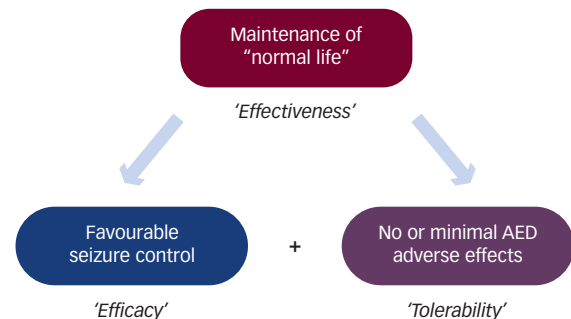 Maintenance of
“normal life”
‘Effectiveness’
Favourable
seizure control
+
No or minimal AED
adverse effects
‘Efficacy’
‘Tolerability’